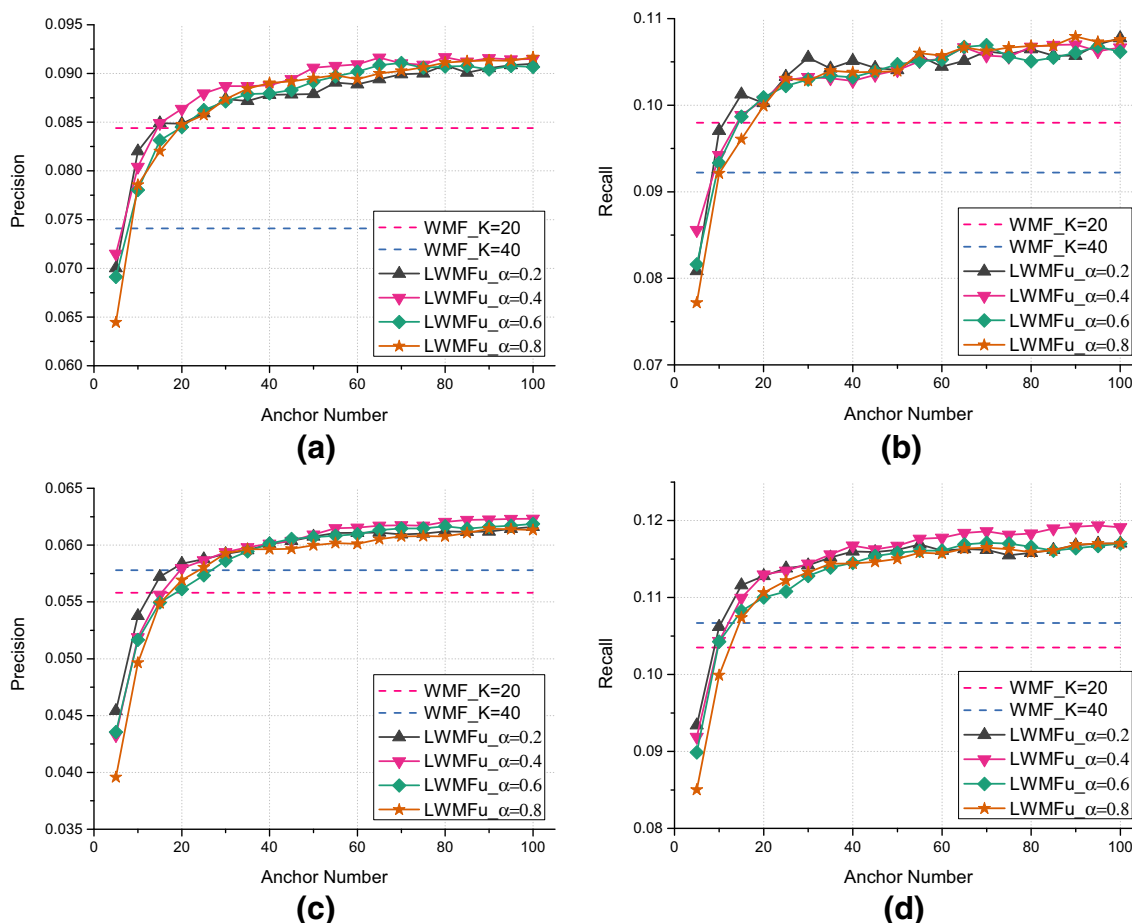 0.095
0.090
0.085
0.080
0.075
0.070
0.065
0.060
Precision
0 20 40 60 80 100
Anchor Number
WMF_K=20
WMF_K=40
LWMFu_α=0.2
LWMFu_α=0.4
LWMFu_α=0.6
LWMFu_α=0.8
(a)
0.11
0.10
0.09
0.08
0.07
Recall
0 20 40 60 80 100
Anchor Number
WMF_K=20
WMF_K=40
LWMFu_α=0.2
LWMFu_α=0.4
LWMFu_α=0.6
LWMFu_α=0.8
(b)
0.065
0.060
0.055
0.050
0.045
0.040
0.035
Precision
0 20 40 60 80 100
Anchor Number
WMF_K=20
WMF_K=40
LWMFu_α=0.2
LWMFu_α=0.4
LWMFu_α=0.6
LWMFu_α=0.8
(c)
0.12
0.11
0.10
0.09
0.08
Recall
0 20 40 60 80 100
Anchor Number
WMF_K=20
WMF_K=40
LWMFu_α=0.2
LWMFu_α=0.4
LWMFu_α=0.6
LWMFu_α=0.8
(d)